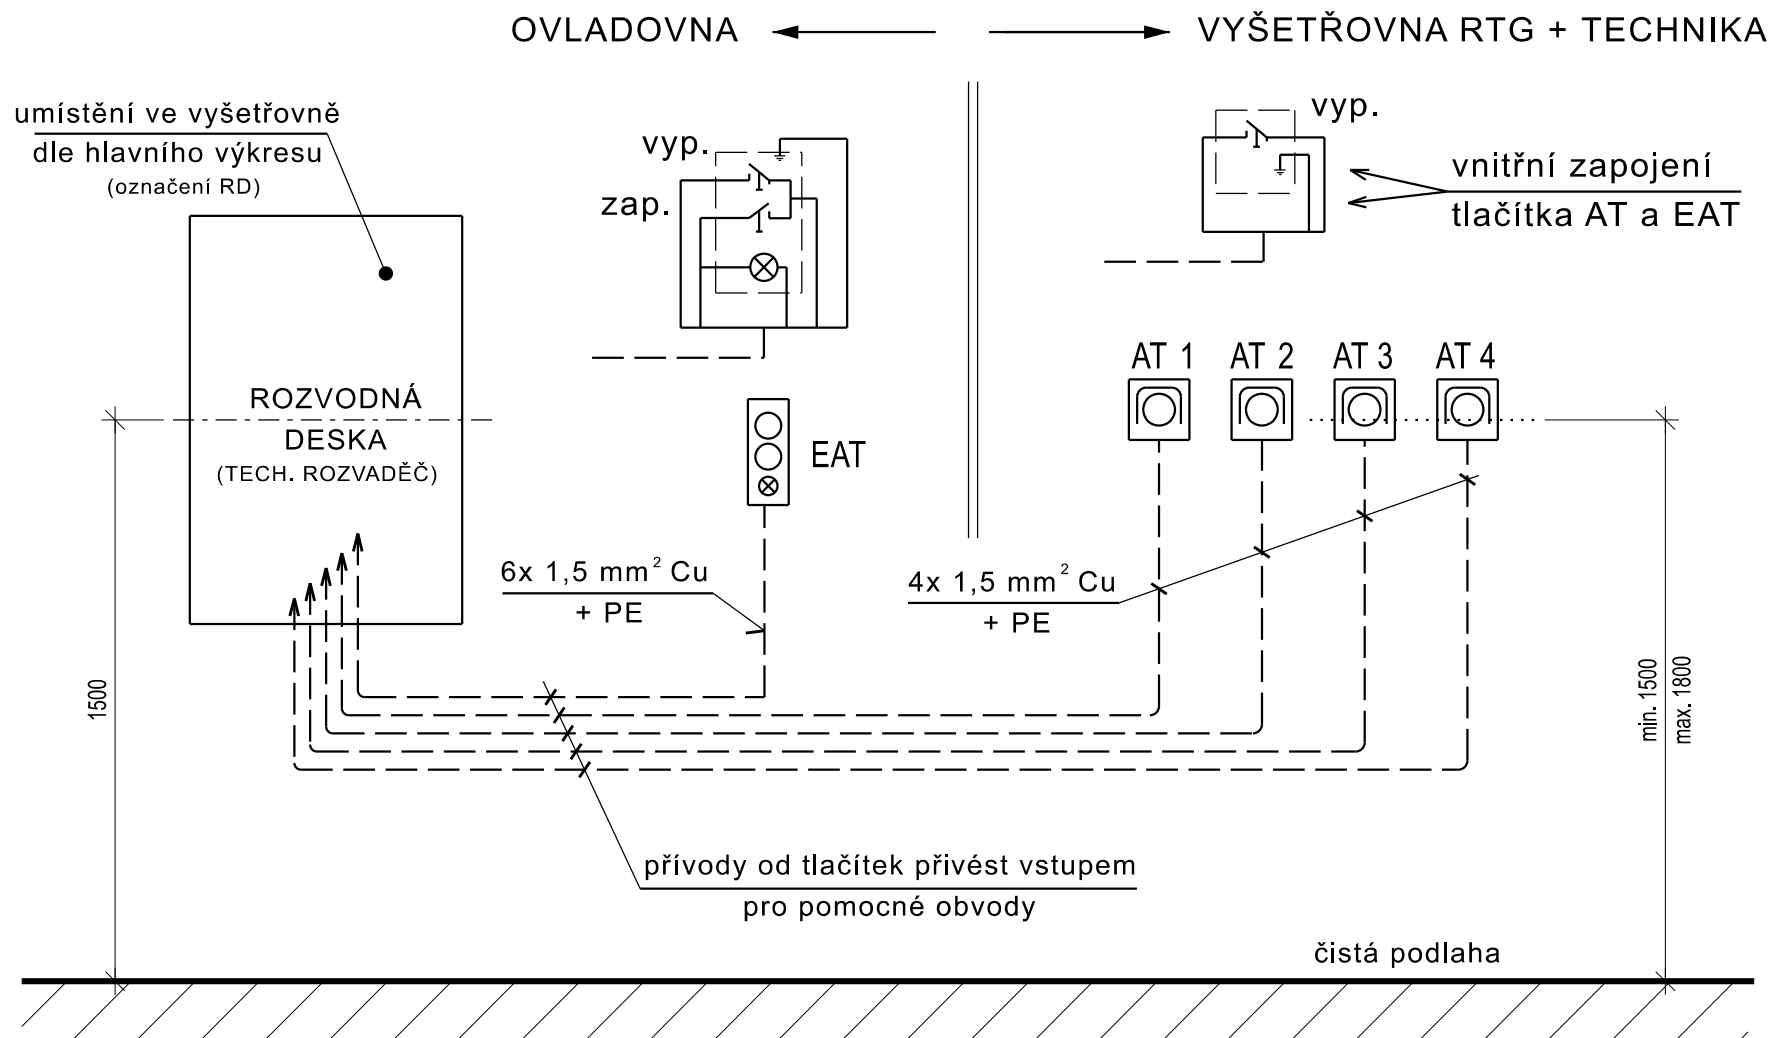 OVLADOVNA
VYŠETŘOVNA RTG + TECHNIKA
umístění ve vyšetřovně
dle hlavního výkresu
(označení RD)
vyp.
zap.
vyp.
vnitřní zapojení
tlačítka AT a EAT
AT 1 AT 2 AT 3 AT 4
ROZVODNÁ
DESKA
(TECH. ROZVADĚČ)
EAT
6x 1,5 mm² Cu
+ PE
4x 1,5 mm² Cu
+ PE
1500
min. 1500
max. 1800
přívody od tlačítek přivést vstupem
pro pomocné obvody
čistá podlaha